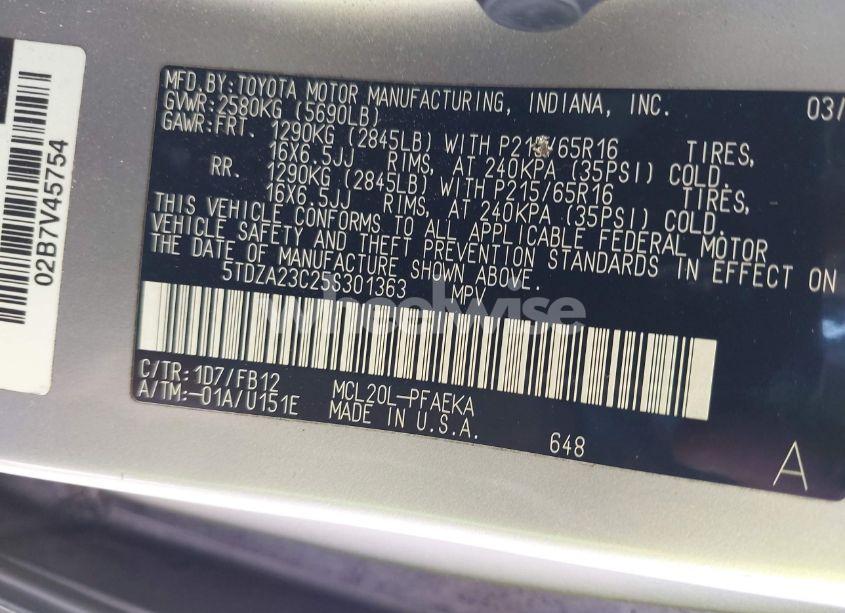 02B7V45754
MFD. BY: TOYOTA MOTOR MANUFACTURING, INDIANA, INC. 03/
GVWR: 2580KG (5690LB)
GAWR: FRT. 1290KG (2845LB) WITH P215/65R16 TIRES,
16X6.5JJ RIMS, AT 240KPA (35PSI) COLD.
RR. 1290KG (2845LB) WITH P215/65R16 TIRES,
16X6.5JJ RIMS, AT 240KPA (35PSI) COLD.
THIS VEHICLE CONFORMS TO ALL APPLICABLE FEDERAL MOTOR
VEHICLE SAFETY AND THEFT PREVENTION STANDARDS IN EFFECT ON
THE DATE OF MANUFACTURE SHOWN ABOVE.
5TDZA23C25S301363 MPV
wheelwise
C/TR: 1D7/FB12 MCL20L-PFAEKA
A/TM:-01A/U151E MADE IN U.S.A.
648
A